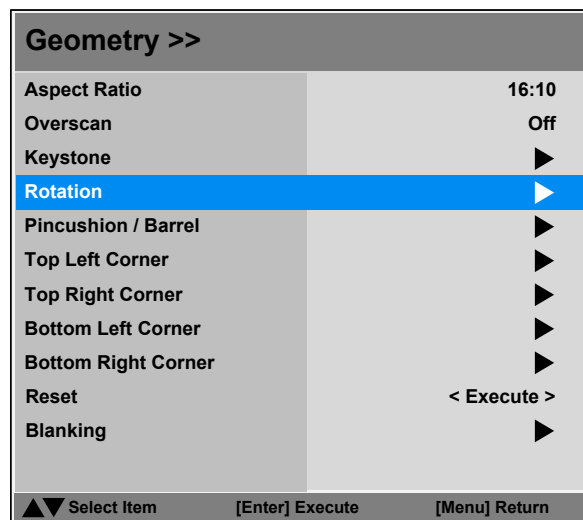 Geometry >>
Aspect Ratio 16:10
Overscan Off
Keystone
Rotation
Pincushion / Barrel
Top Left Corner
Top Right Corner
Bottom Left Corner
Bottom Right Corner
Reset < Execute >
Blanking
Select Item [Enter] Execute [Menu] Return